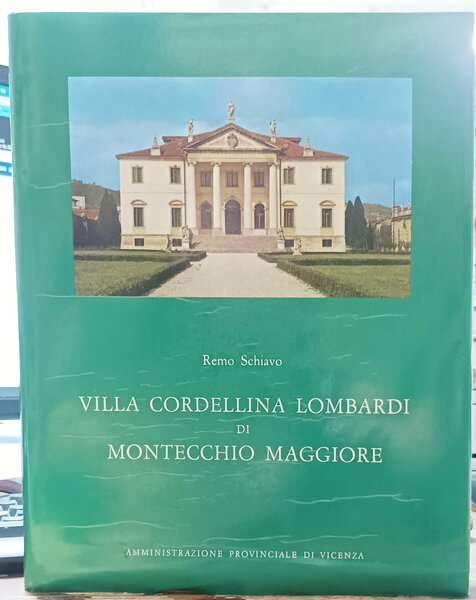 Remo Schiavo
VILLA CORDELLINA LOMBARDI
DI
MONTECCHIO MAGGIORE
AMMINISTRAZIONE PROVINCIALE DI VICENZA